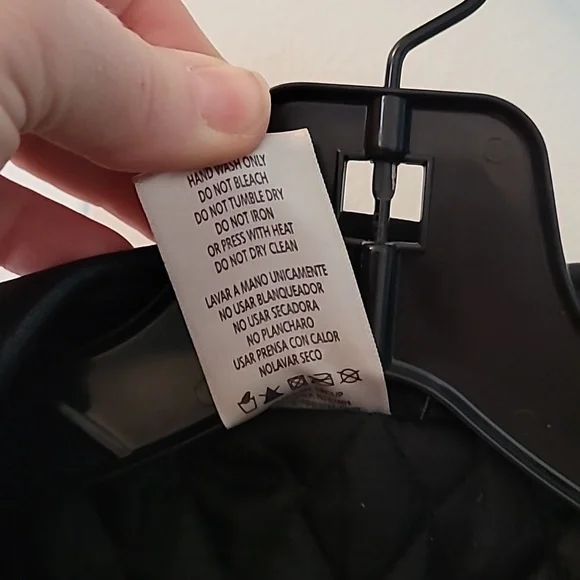 HAND WASH ONLY
DO NOT BLEACH
DO NOT TUMBLE DRY
DO NOT IRON
OR PRESS WITH HEAT
DO NOT DRY CLEAN
LAVAR A MANO UNICAMENTE
NO USAR BLANQUEADOR
NO USAR SECADORA
NO PLANCHARO
USAR PRENSA CON CALOR
NOLAVAR SECO